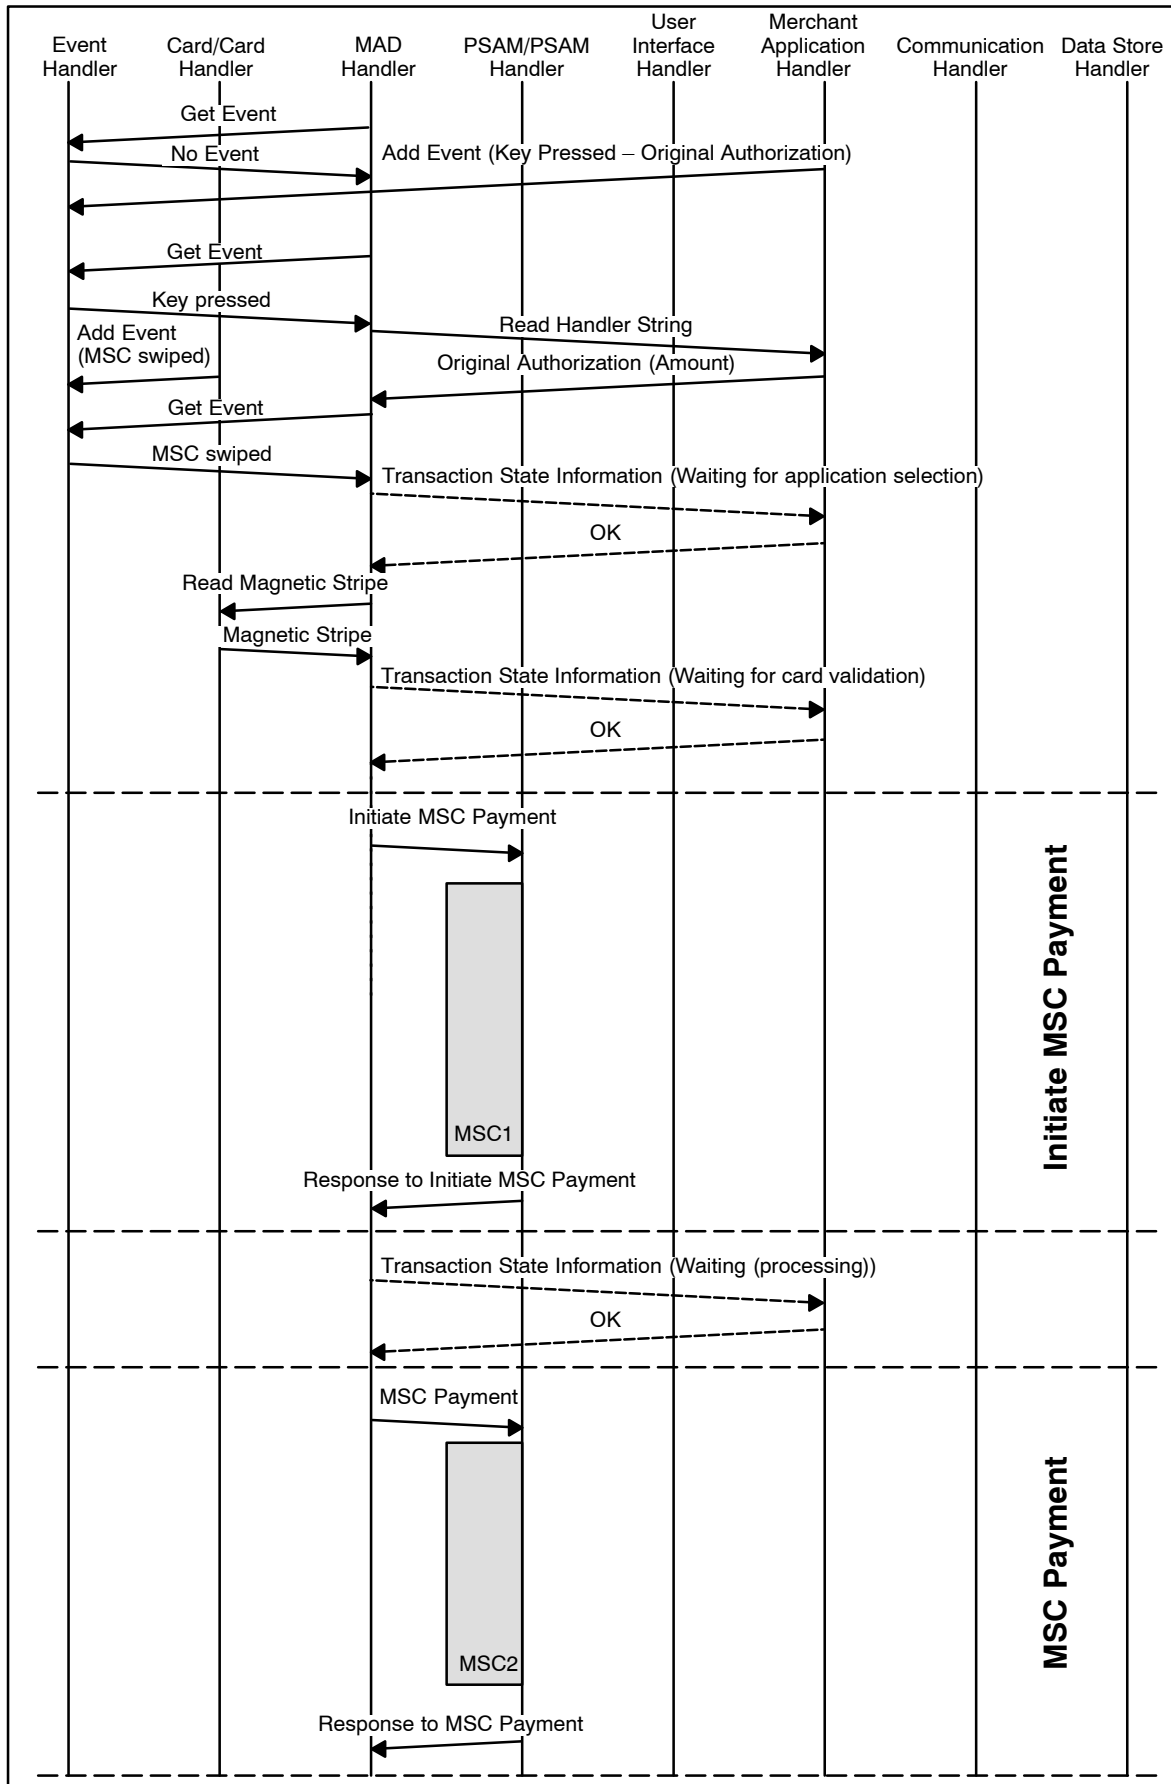 Event
Handler
Card/Card
Handler
MAD
Handler
PSAM/PSAM
Handler
User
Interface
Handler
Merchant
Application
Handler
Communication
Handler
Data Store
Handler
Get Event
No Event
Add Event (Key Pressed – Original Authorization)
Get Event
Key pressed
Read Handler String
Add Event
(MSC swiped)
Original Authorization (Amount)
Get Event
MSC swiped
Transaction State Information (Waiting for application selection)
OK
Read Magnetic Stripe
Magnetic Stripe
Transaction State Information (Waiting for card validation)
OK
Initiate MSC Payment
MSC1
Initiate MSC Payment
Response to Initiate MSC Payment
Transaction State Information (Waiting (processing))
OK
MSC Payment
MSC2
MSC Payment
Response to MSC Payment